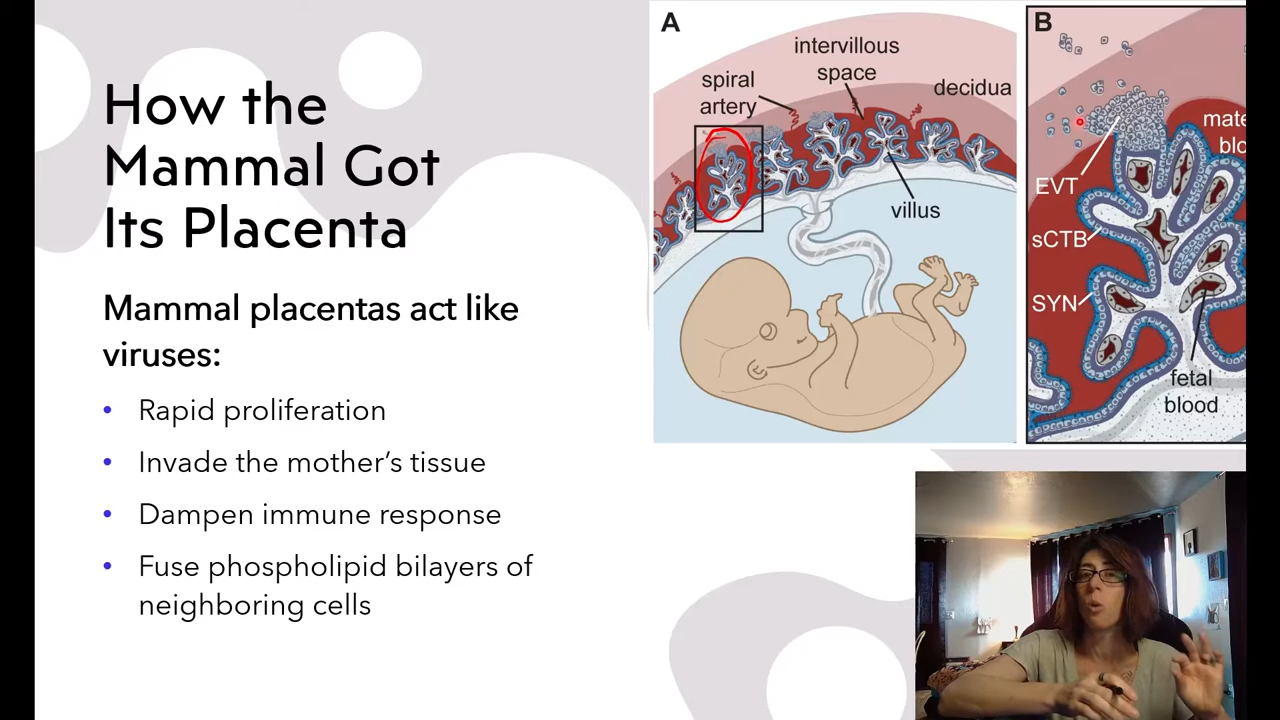 How the
Mammal Got
Its Placenta
Mammal placentas act like
viruses:
• Rapid proliferation
• Invade the mother's tissue
• Dampen immune response
• Fuse phospholipid bilayers of
neighboring cells
A
spiral
artery
intervillous
space
decidua
villus
B
mate
blo
EVT
sCTB
SYN
fetal
blood